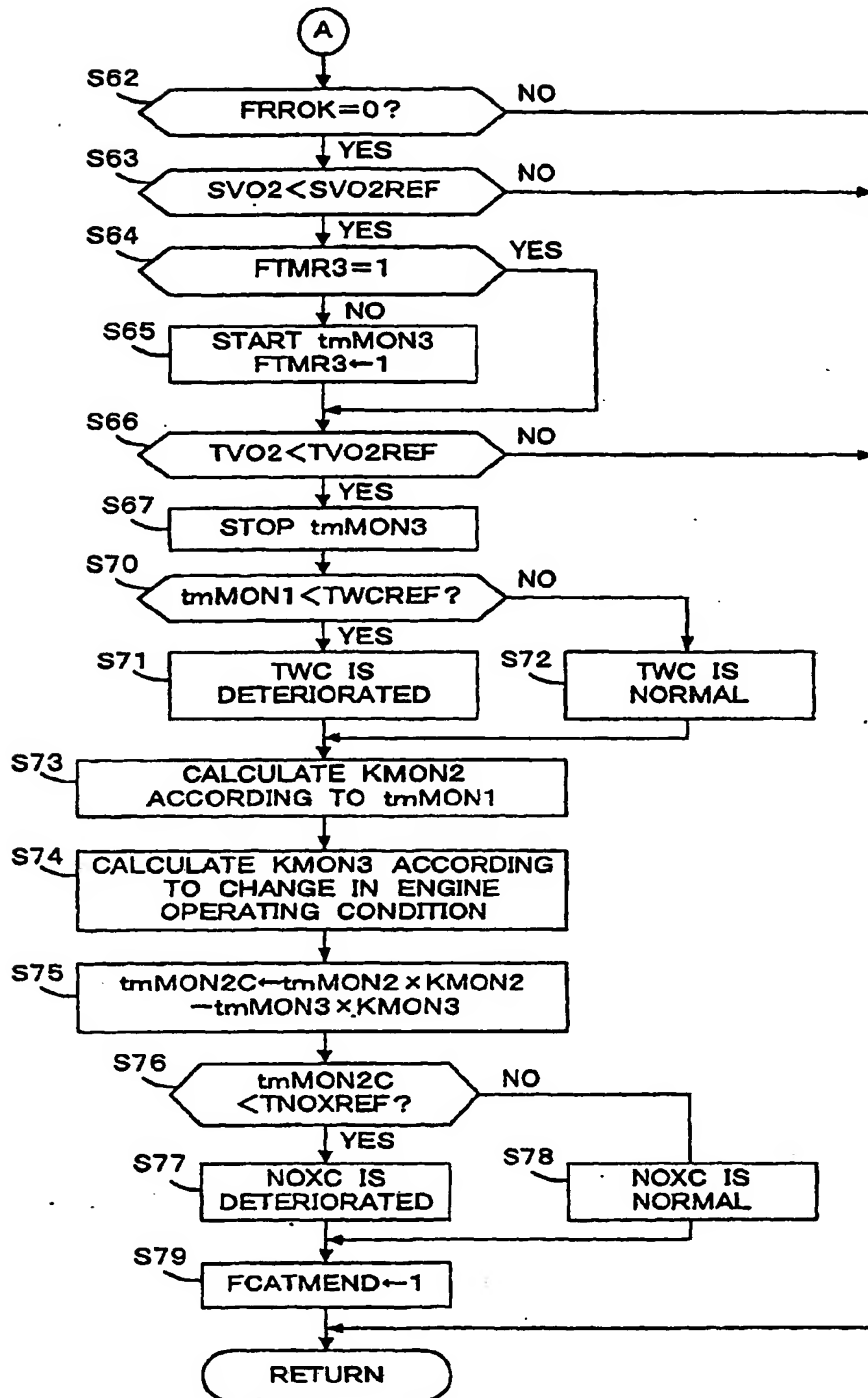 A
S62
FRROK=0?
NO
YES
S63
SVO2<SVO2REF
NO
YES
S64
FTMR3=1
YES
NO
S65
START tmMON3
FTMR3←1
S66
TVO2<TVO2REF
NO
YES
S67
STOP tmMON3
S70
tmMON1<TWCREF?
NO
YES
S71
TWC IS
DETERIORATED
S72
TWC IS
NORMAL
S73
CALCULATE KMON2
ACCORDING TO tmMON1
S74
CALCULATE KMON3 ACCORDING
TO CHANGE IN ENGINE
OPERATING CONDITION
S75
tmMON2C←tmMON2×KMON2
−tmMON3×KMON3
S76
tmMON2C
<TNOXREF?
NO
YES
S77
NOXC IS
DETERIORATED
S78
NOXC IS
NORMAL
S79
FCATMEND←1
RETURN